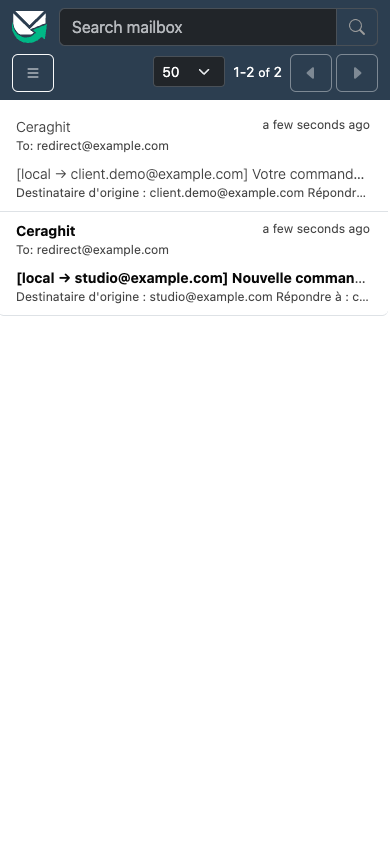 Search mailbox
50
1-2 of 2
Ceraghit
a few seconds ago
To: redirect@example.com
[local → client.demo@example.com] Votre command...
Destinataire d'origine : client.demo@example.com Répondr...
Ceraghit
a few seconds ago
To: redirect@example.com
[local → studio@example.com] Nouvelle comman...
Destinataire d'origine : studio@example.com Répondre à : c...